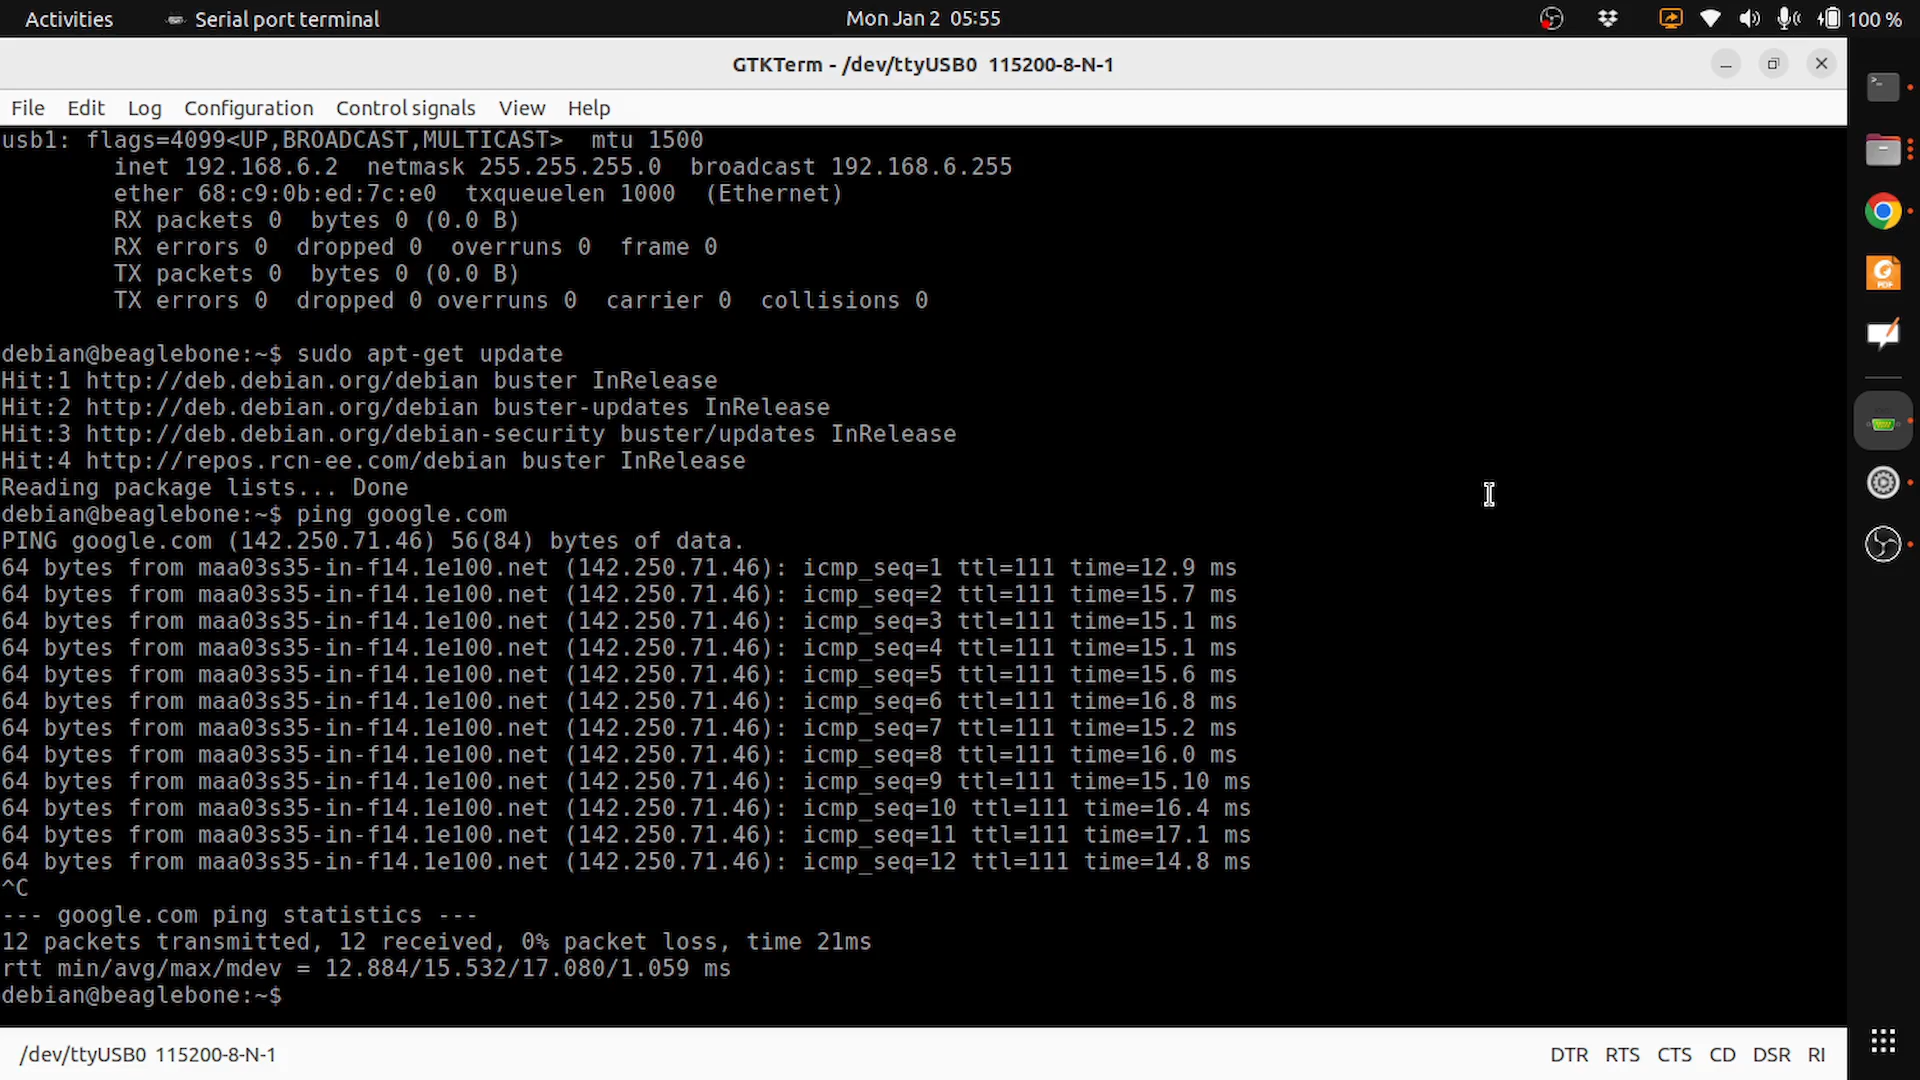 Activities Serial port terminal Mon Jan 2 05:55 100 %
GTKTerm - /dev/ttyUSB0 115200-8-N-1
File Edit Log Configuration Control signals View Help
usb1: flags=4099<UP,BROADCAST,MULTICAST> mtu 1500
inet 192.168.6.2 netmask 255.255.255.0 broadcast 192.168.6.255
ether 68:c9:0b:ed:7c:e0 txqueuelen 1000 (Ethernet)
RX packets 0 bytes 0 (0.0 B)
RX errors 0 dropped 0 overruns 0 frame 0
TX packets 0 bytes 0 (0.0 B)
TX errors 0 dropped 0 overruns 0 carrier 0 collisions 0
debian@beaglebone:~$ sudo apt-get update
Hit:1 http://deb.debian.org/debian buster InRelease
Hit:2 http://deb.debian.org/debian buster-updates InRelease
Hit:3 http://deb.debian.org/debian-security buster/updates InRelease
Hit:4 http://repos.rcn-ee.com/debian buster InRelease
Reading package lists... Done
debian@beaglebone:~$ ping google.com
PING google.com (142.250.71.46) 56(84) bytes of data.
64 bytes from maa03s35-in-f14.1e100.net (142.250.71.46): icmp_seq=1 ttl=111 time=12.9 ms
64 bytes from maa03s35-in-f14.1e100.net (142.250.71.46): icmp_seq=2 ttl=111 time=15.7 ms
64 bytes from maa03s35-in-f14.1e100.net (142.250.71.46): icmp_seq=3 ttl=111 time=15.1 ms
64 bytes from maa03s35-in-f14.1e100.net (142.250.71.46): icmp_seq=4 ttl=111 time=15.1 ms
64 bytes from maa03s35-in-f14.1e100.net (142.250.71.46): icmp_seq=5 ttl=111 time=15.6 ms
64 bytes from maa03s35-in-f14.1e100.net (142.250.71.46): icmp_seq=6 ttl=111 time=16.8 ms
64 bytes from maa03s35-in-f14.1e100.net (142.250.71.46): icmp_seq=7 ttl=111 time=15.2 ms
64 bytes from maa03s35-in-f14.1e100.net (142.250.71.46): icmp_seq=8 ttl=111 time=16.0 ms
64 bytes from maa03s35-in-f14.1e100.net (142.250.71.46): icmp_seq=9 ttl=111 time=15.10 ms
64 bytes from maa03s35-in-f14.1e100.net (142.250.71.46): icmp_seq=10 ttl=111 time=16.4 ms
64 bytes from maa03s35-in-f14.1e100.net (142.250.71.46): icmp_seq=11 ttl=111 time=17.1 ms
64 bytes from maa03s35-in-f14.1e100.net (142.250.71.46): icmp_seq=12 ttl=111 time=14.8 ms
^C
--- google.com ping statistics ---
12 packets transmitted, 12 received, 0% packet loss, time 21ms
rtt min/avg/max/mdev = 12.884/15.532/17.080/1.059 ms
debian@beaglebone:~$
/dev/ttyUSB0 115200-8-N-1 DTR RTS CTS CD DSR RI
PDF